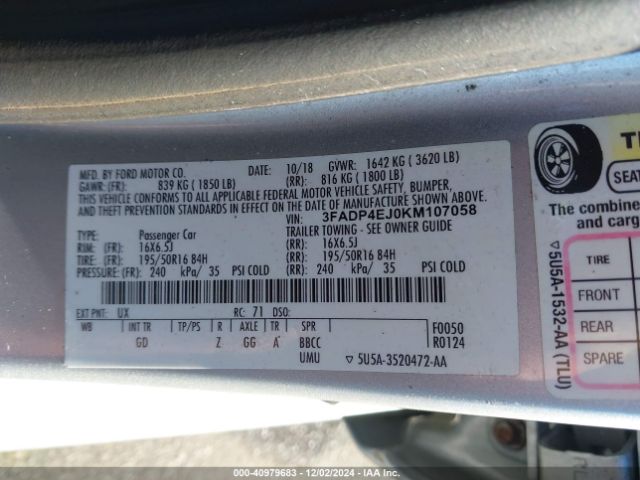 MFD. BY FORD MOTOR CO.
DATE: 10/18 GVWR: 1642 KG ( 3620 LB)
GAWR: (FR): 839 KG ( 1850 LB) (RR): 816 KG ( 1800 LB)
THIS VEHICLE CONFORMS TO ALL APPLICABLE FEDERAL MOTOR VEHICLE SAFETY, BUMPER,
AND THEFT PREVENTION STANDARDS IN EFFECT ON THE DATE OF MANUFACTURE SHOWN ABOVE.
VIN: 3FADP4EJ0KM107058
TYPE: Passenger Car TRAILER TOWING - SEE OWNER GUIDE
RIM: (FR): 16X6.5J (RR): 16X6.5J
TIRE: (FR): 195/50R16 84H (RR): 195/50R16 84H
PRESSURE: (FR): 240 kPa/ 35 PSI COLD (RR): 240 kPa/ 35 PSI COLD
EXT PNT: UX RC: 71 DSO:
WB INT TR TP/PS R AXLE TR SPR F0050
GD Z GG A BBCC R0124
UMU ▽ 5U5A-3520472-AA
SEA
The combine
and carg
TIRE
FRONT
REAR
SPARE
▽5U5A-1532-AA (TLU)
000-40979683 - 12/02/2024 - IAA Inc.